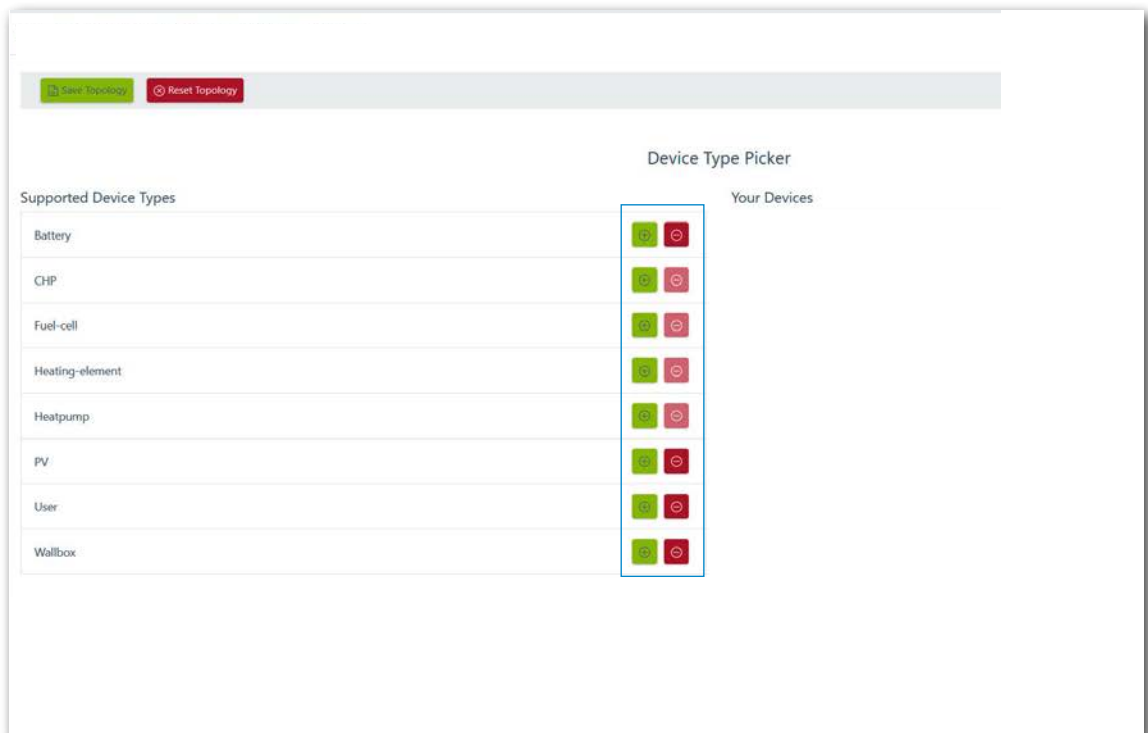 Save Topology
Reset Topology
Device Type Picker
Supported Device Types
Your Devices
Battery
CHP
Fuel-cell
Heating-element
Heatpump
PV
User
Wallbox